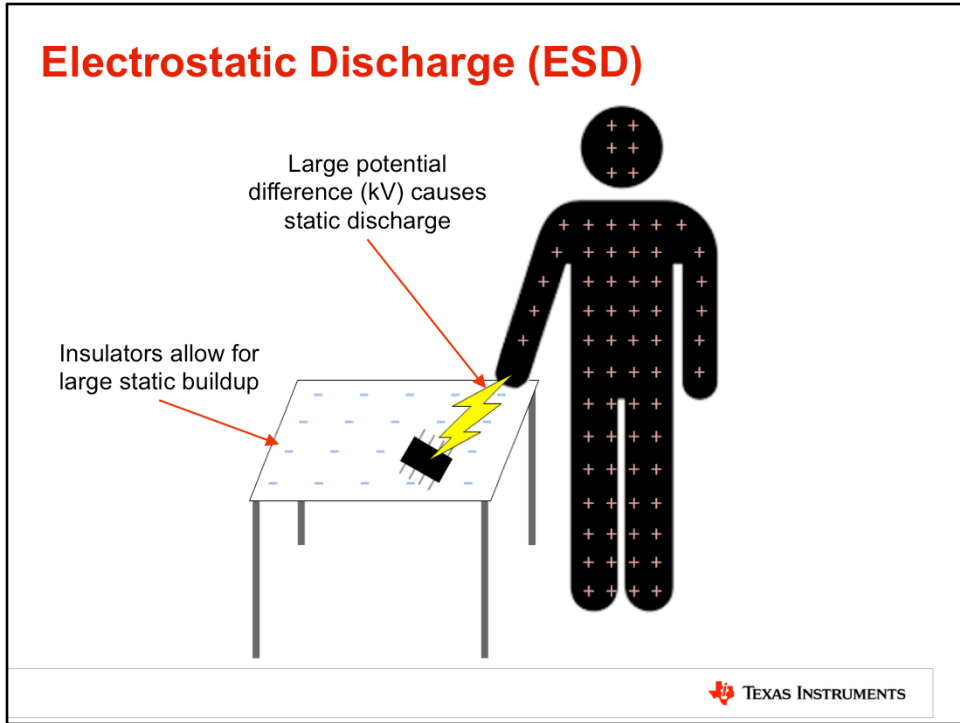 Electrostatic Discharge (ESD)
Large potential
difference (kV) causes
static discharge
Insulators allow for
large static buildup
TEXAS INSTRUMENTS